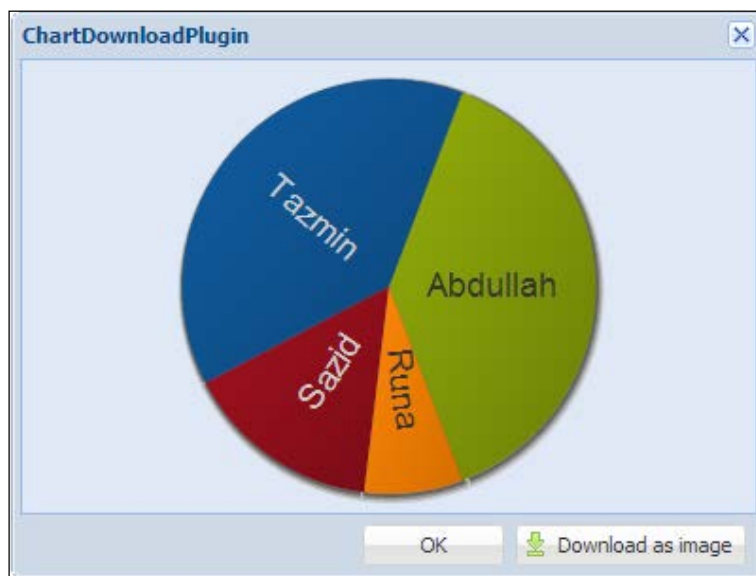 ChartDownloadPlugin
Tazmin
Abdullah
Sazid
Runa
OK
Download as image